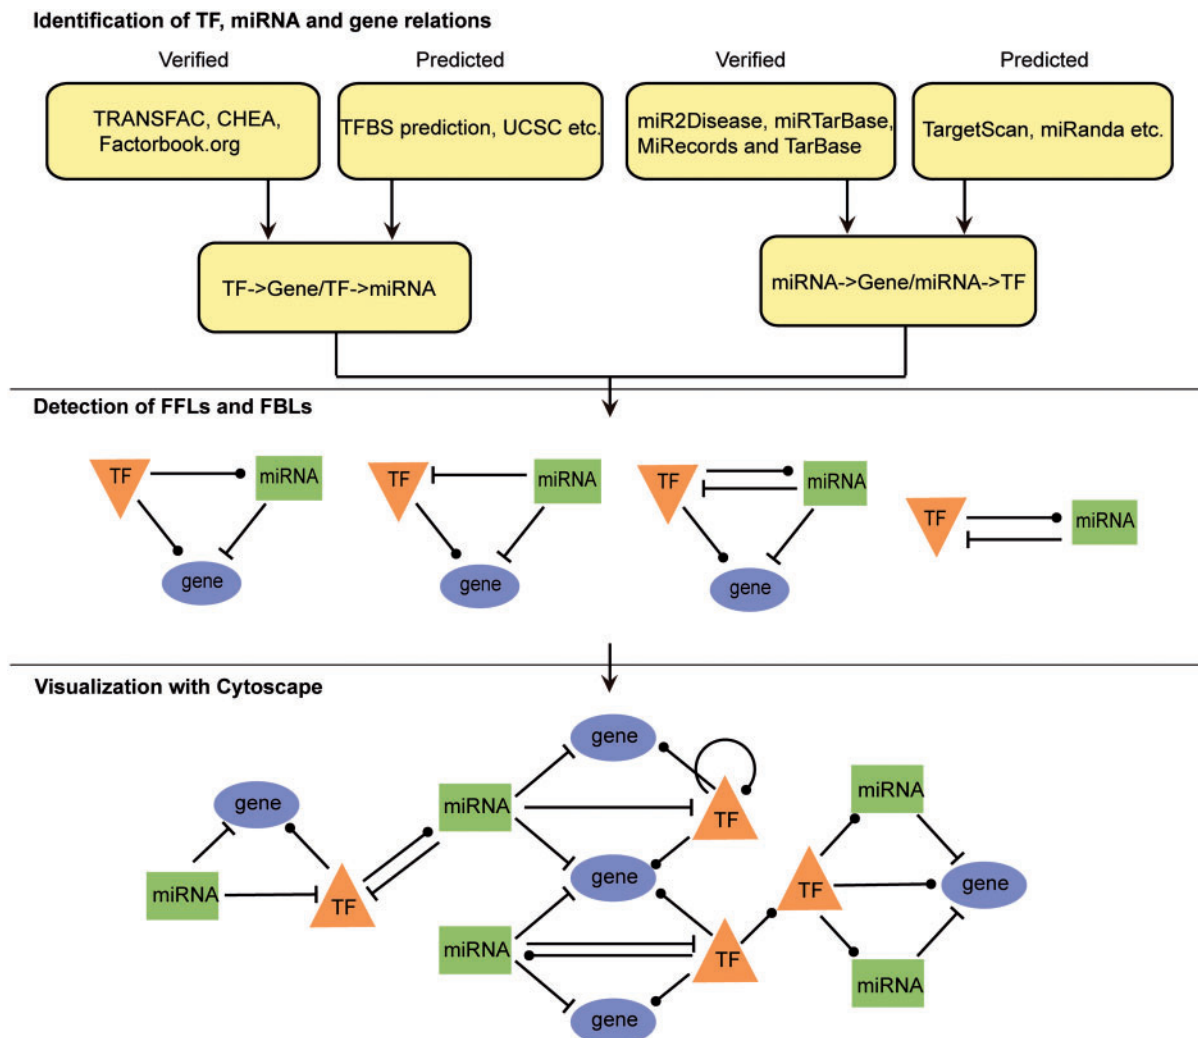 Identification of TF, miRNA and gene relations
Verified
Predicted
Verified
Predicted
TRANSFAC, CHEA,
Factorbook.org
TFBS prediction, UCSC etc.
miR2Disease, miRTarBase,
MiRecords and TarBase
TargetScan, miRanda etc.
TF->Gene/TF->miRNA
miRNA->Gene/miRNA->TF
Detection of FFLs and FBLs
TF
miRNA
gene
TF
miRNA
gene
TF
miRNA
gene
TF
miRNA
Visualization with Cytoscape
gene
miRNA
TF
miRNA
gene
TF
gene
miRNA
TF
gene
TF
miRNA
gene
miRNA